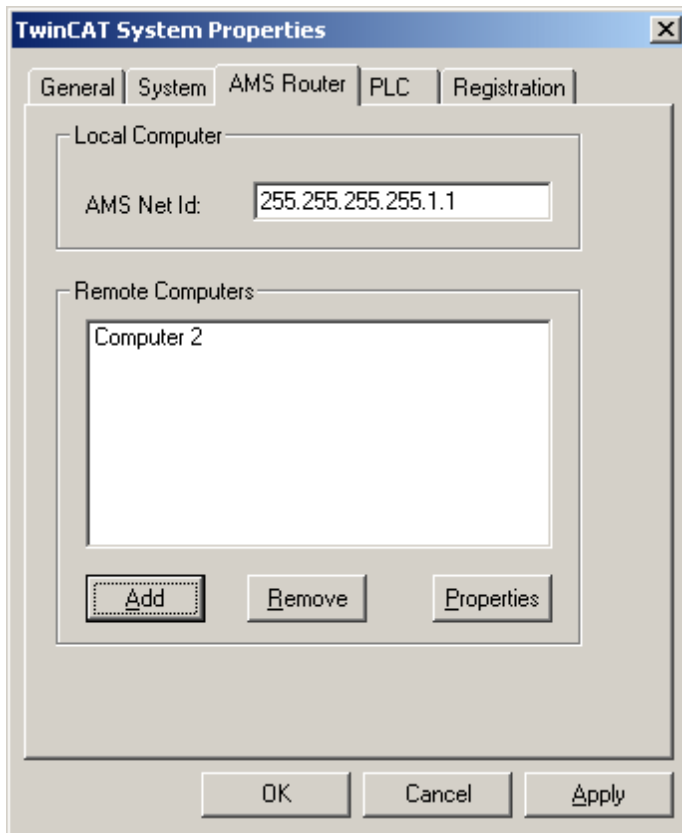 TwinCAT System Properties
General System AMS Router PLC Registration
Local Computer
AMS Net Id: 255.255.255.255.1.1
Remote Computers
Computer 2
Add Remove Properties
OK Cancel Apply